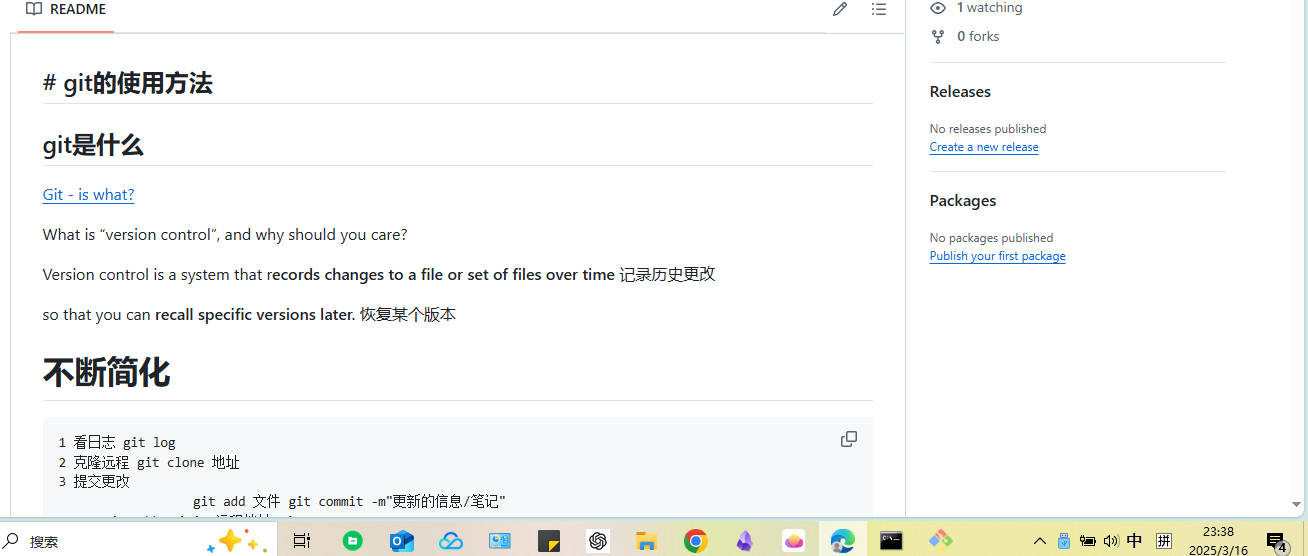 README
# git的使用方法
git是什么
Git - is what?
What is “version control”, and why should you care?
Version control is a system that records changes to a file or set of files over time 记录历史更改
so that you can recall specific versions later. 恢复某个版本
不断简化
1 看日志 git log
2 克隆远程 git clone 地址
3 提交更改
git add 文件 git commit -m"更新的信息/笔记"
1 watching
0 forks
Releases
No releases published
Create a new release
Packages
No packages published
Publish your first package
搜索
中
拼
23:38
2025/3/16
4